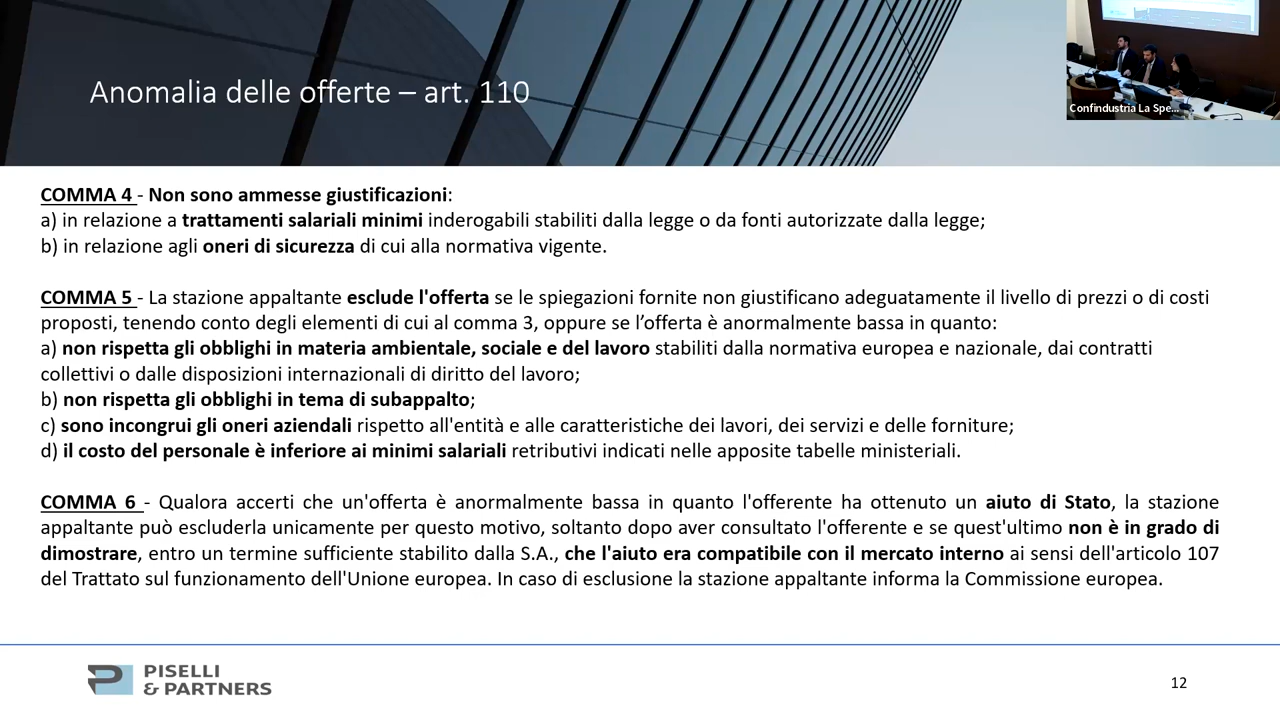 Anomalia delle offerte – art. 110
Confindustria La Spe...
COMMA 4 - Non sono ammesse giustificazioni:
a) in relazione a trattamenti salariali minimi inderogabili stabiliti dalla legge o da fonti autorizzate dalla legge;
b) in relazione agli oneri di sicurezza di cui alla normativa vigente.
COMMA 5 - La stazione appaltante esclude l'offerta se le spiegazioni fornite non giustificano adeguatamente il livello di prezzi o di costi
proposti, tenendo conto degli elementi di cui al comma 3, oppure se l’offerta è anormalmente bassa in quanto:
a) non rispetta gli obblighi in materia ambientale, sociale e del lavoro stabiliti dalla normativa europea e nazionale, dai contratti
collettivi o dalle disposizioni internazionali di diritto del lavoro;
b) non rispetta gli obblighi in tema di subappalto;
c) sono incongrui gli oneri aziendali rispetto all'entità e alle caratteristiche dei lavori, dei servizi e delle forniture;
d) il costo del personale è inferiore ai minimi salariali retributivi indicati nelle apposite tabelle ministeriali.
COMMA 6 - Qualora accerti che un'offerta è anormalmente bassa in quanto l'offerente ha ottenuto un aiuto di Stato, la stazione
appaltante può escluderla unicamente per questo motivo, soltanto dopo aver consultato l'offerente e se quest'ultimo non è in grado di
dimostrare, entro un termine sufficiente stabilito dalla S.A., che l'aiuto era compatibile con il mercato interno ai sensi dell'articolo 107
del Trattato sul funzionamento dell'Unione europea. In caso di esclusione la stazione appaltante informa la Commissione europea.
PISELLI
& PARTNERS
12